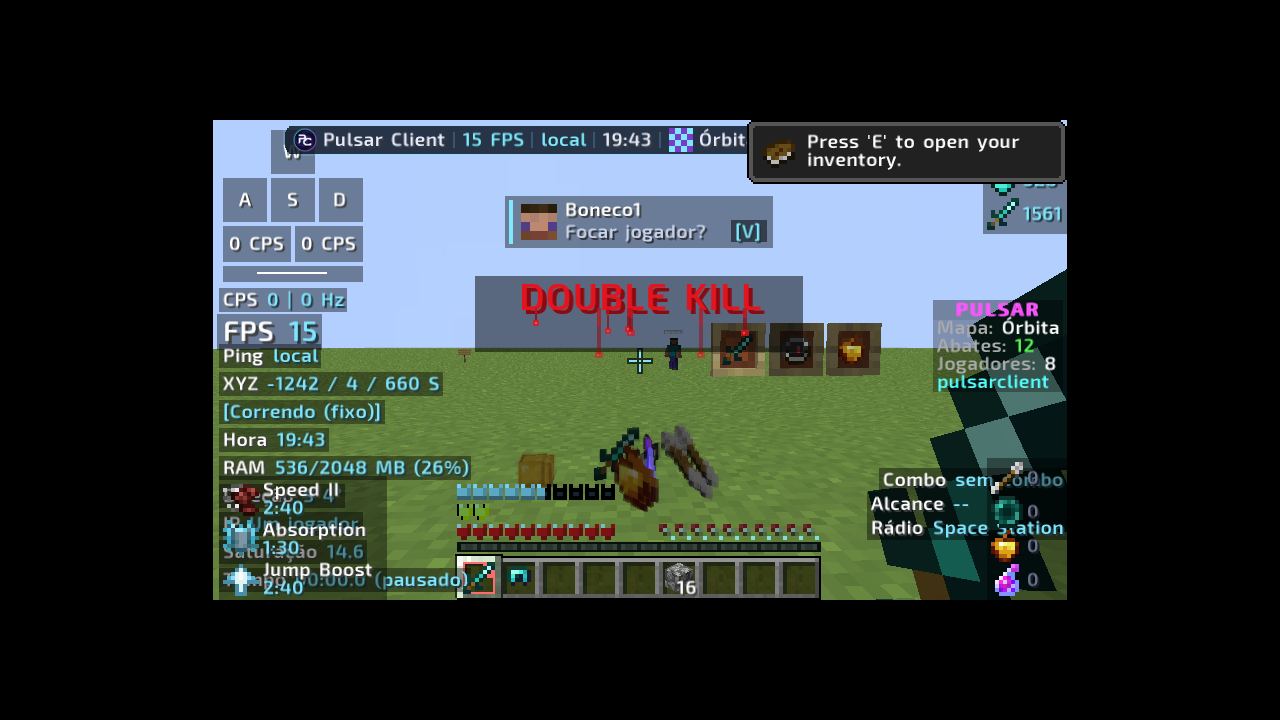 W
Pulsar Client | 15 FPS | local | 19:43 | Órbit
Press 'E' to open your
inventory.
A
S
D
1561
Boneco1
Focar jogador?
[V]
0 CPS
0 CPS
DOUBLE KILL
CPS 0 | 0 Hz
FPS 15
Ping local
XYZ -1242 / 4 / 660 S
[Correndo (fixo)]
Hora 19:43
RAM 536/2048 MB (26%)
PULSAR
Mapa: Órbita
Abates: 12
Jogadores: 8
pulsarclient
Speed II
2:40
jogador
Absorption
1:30
Saturação 14.6
Jump Boost
2:40
00:00.0 (pausado)
Combo sem combo
Alcance --
Rádio Space Station
0
0
0
0
16